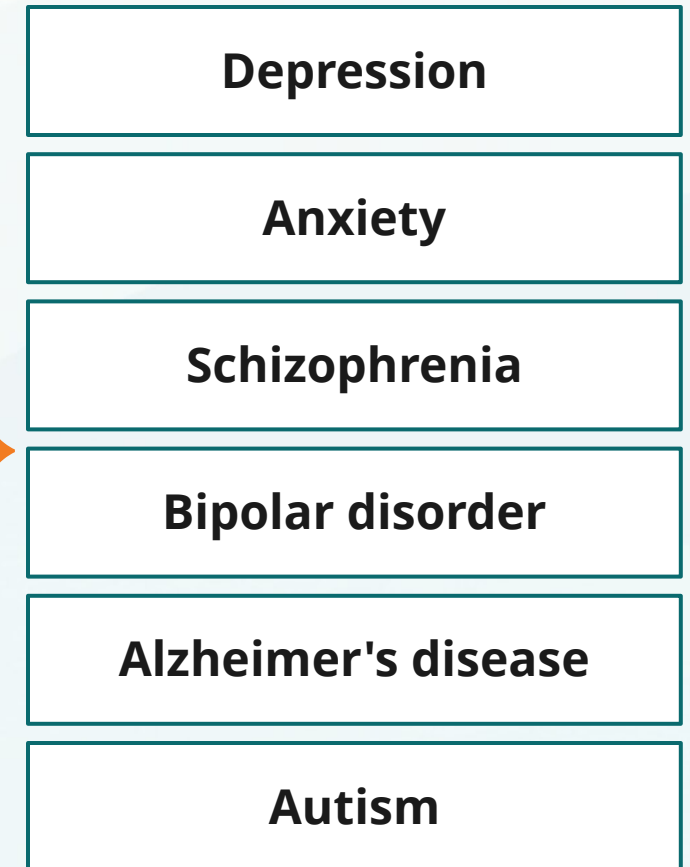 Depression
Anxiety
Schizophrenia
Bipolar disorder
Alzheimer's disease
Autism